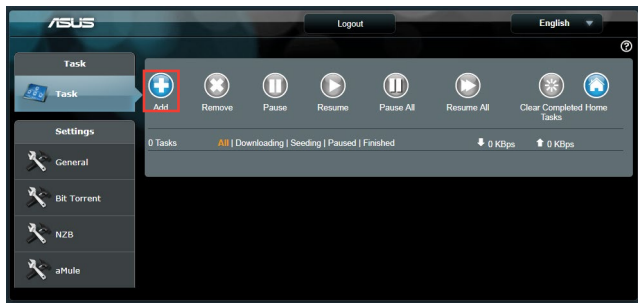 ASUS
Logout
English
?
Task
Task
Add
Remove
Pause
Resume
Pause All
Resume All
Clear Completed
Tasks
Home
0 Tasks
All | Downloading | Seeding | Paused | Finished
0 KBps
0 KBps
Settings
General
Bit Torrent
NZB
aMule